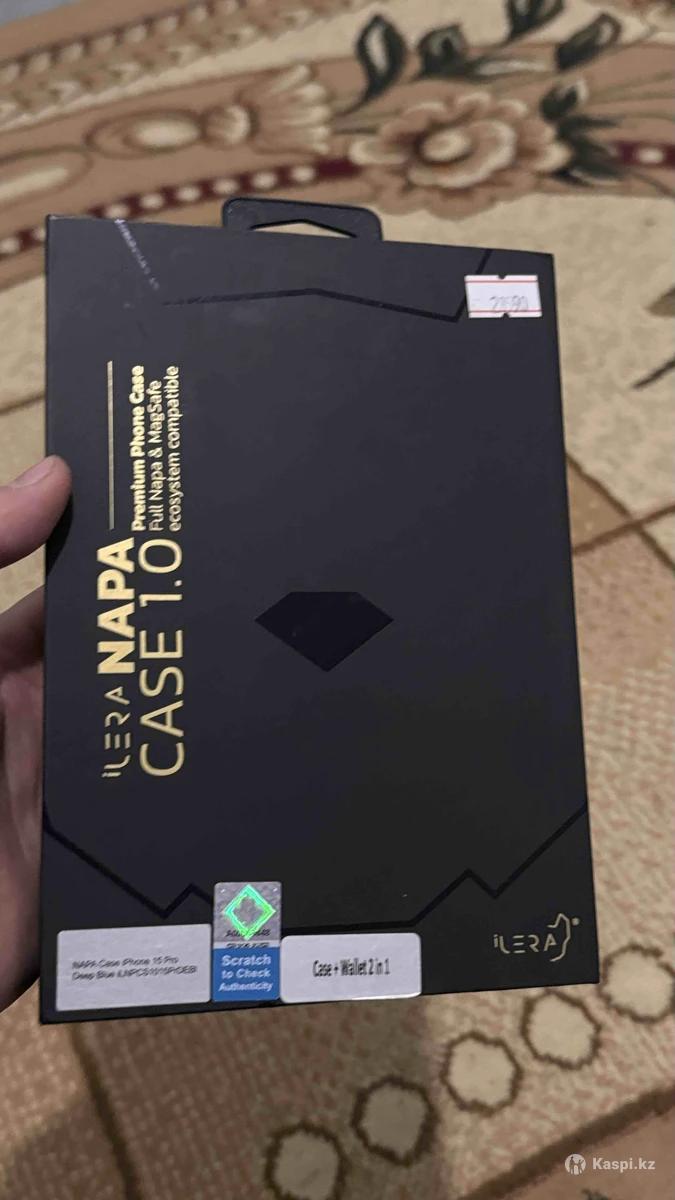 21590
iLERA NAPA
CASE 1.0
Premium Phone Case
Full Napa & MagSafe
ecosystem compatible
NAPA Case iPhone 15 Pro
Deep Blue
Scratch
to Check
Authenticity
Case + Wallet 2 in 1
iLERA®
Kaspi.kz